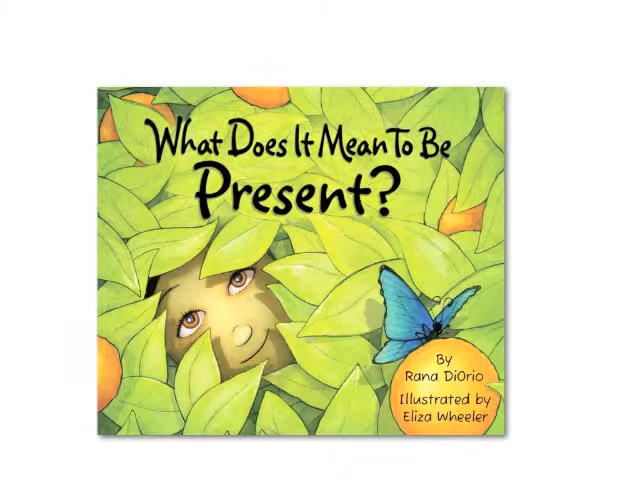 What Does It Mean To Be
Present?
By
Rana DiOrio
Illustrated by
Eliza Wheeler